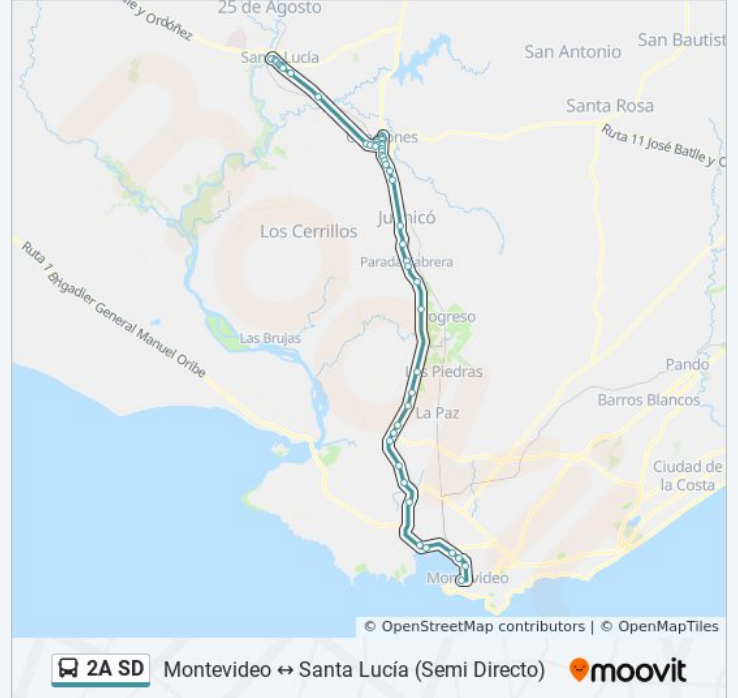 lle y Ordóñez
25 de Agosto
Santa Lucía
San Antonio
San Bautist
Santa Rosa
Canelones
Ruta 11 José Batlle y O
Juanicó
Los Cerrillos
Parada Cabrera
Ruta 1 Brigadier General Manuel Oribe
Progreso
Las Brujas
Las Piedras
Pando
La Paz
Barros Blancos
Ciudad de
la Costa
Montevideo
© OpenStreetMap contributors | © OpenMapTiles
2A SD Montevideo ↔ Santa Lucía (Semi Directo) moovit